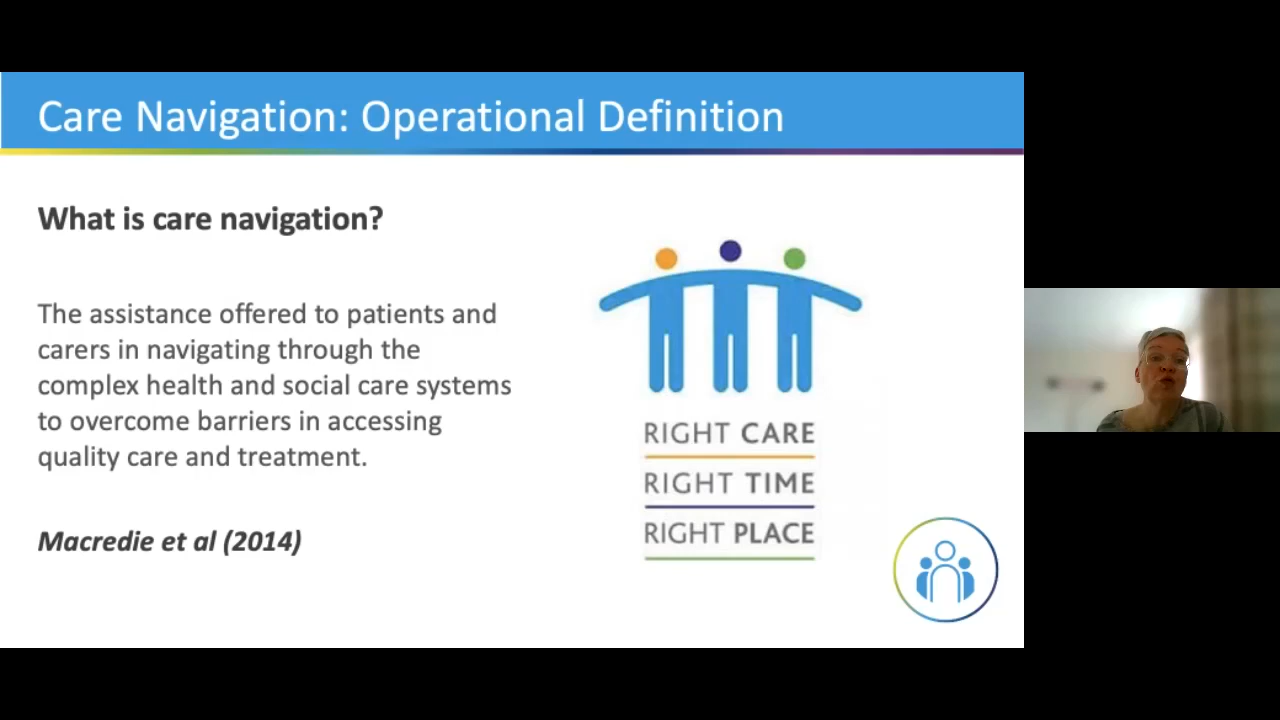 Care Navigation: Operational Definition
What is care navigation?
The assistance offered to patients and
carers in navigating through the
complex health and social care systems
to overcome barriers in accessing
quality care and treatment.
Macredie et al (2014)
RIGHT CARE
RIGHT TIME
RIGHT PLACE